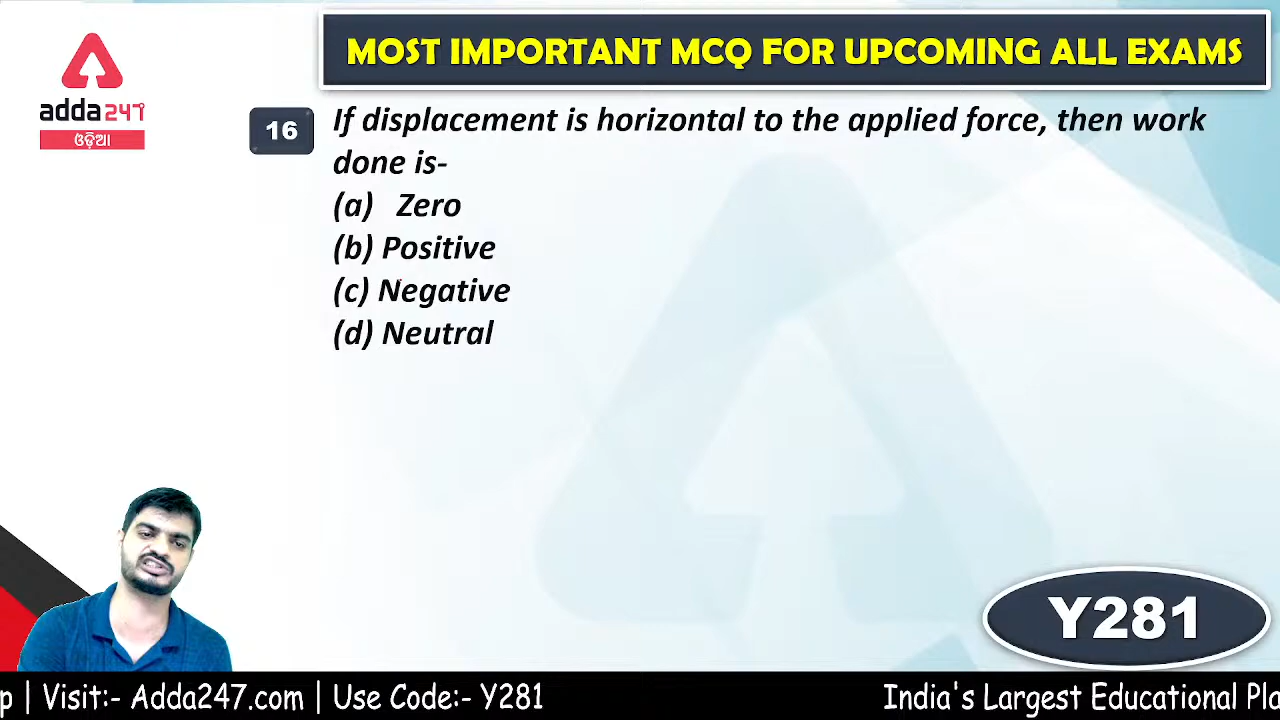 MOST IMPORTANT MCQ FOR UPCOMING ALL EXAMS
adda247
ଓଡ଼ିଆ
16
If displacement is horizontal to the applied force, then work
done is-
(a) Zero
(b) Positive
(c) Negative
(d) Neutral
Y281
p | Visit:- Adda247.com | Use Code:- Y281
India's Largest Educational